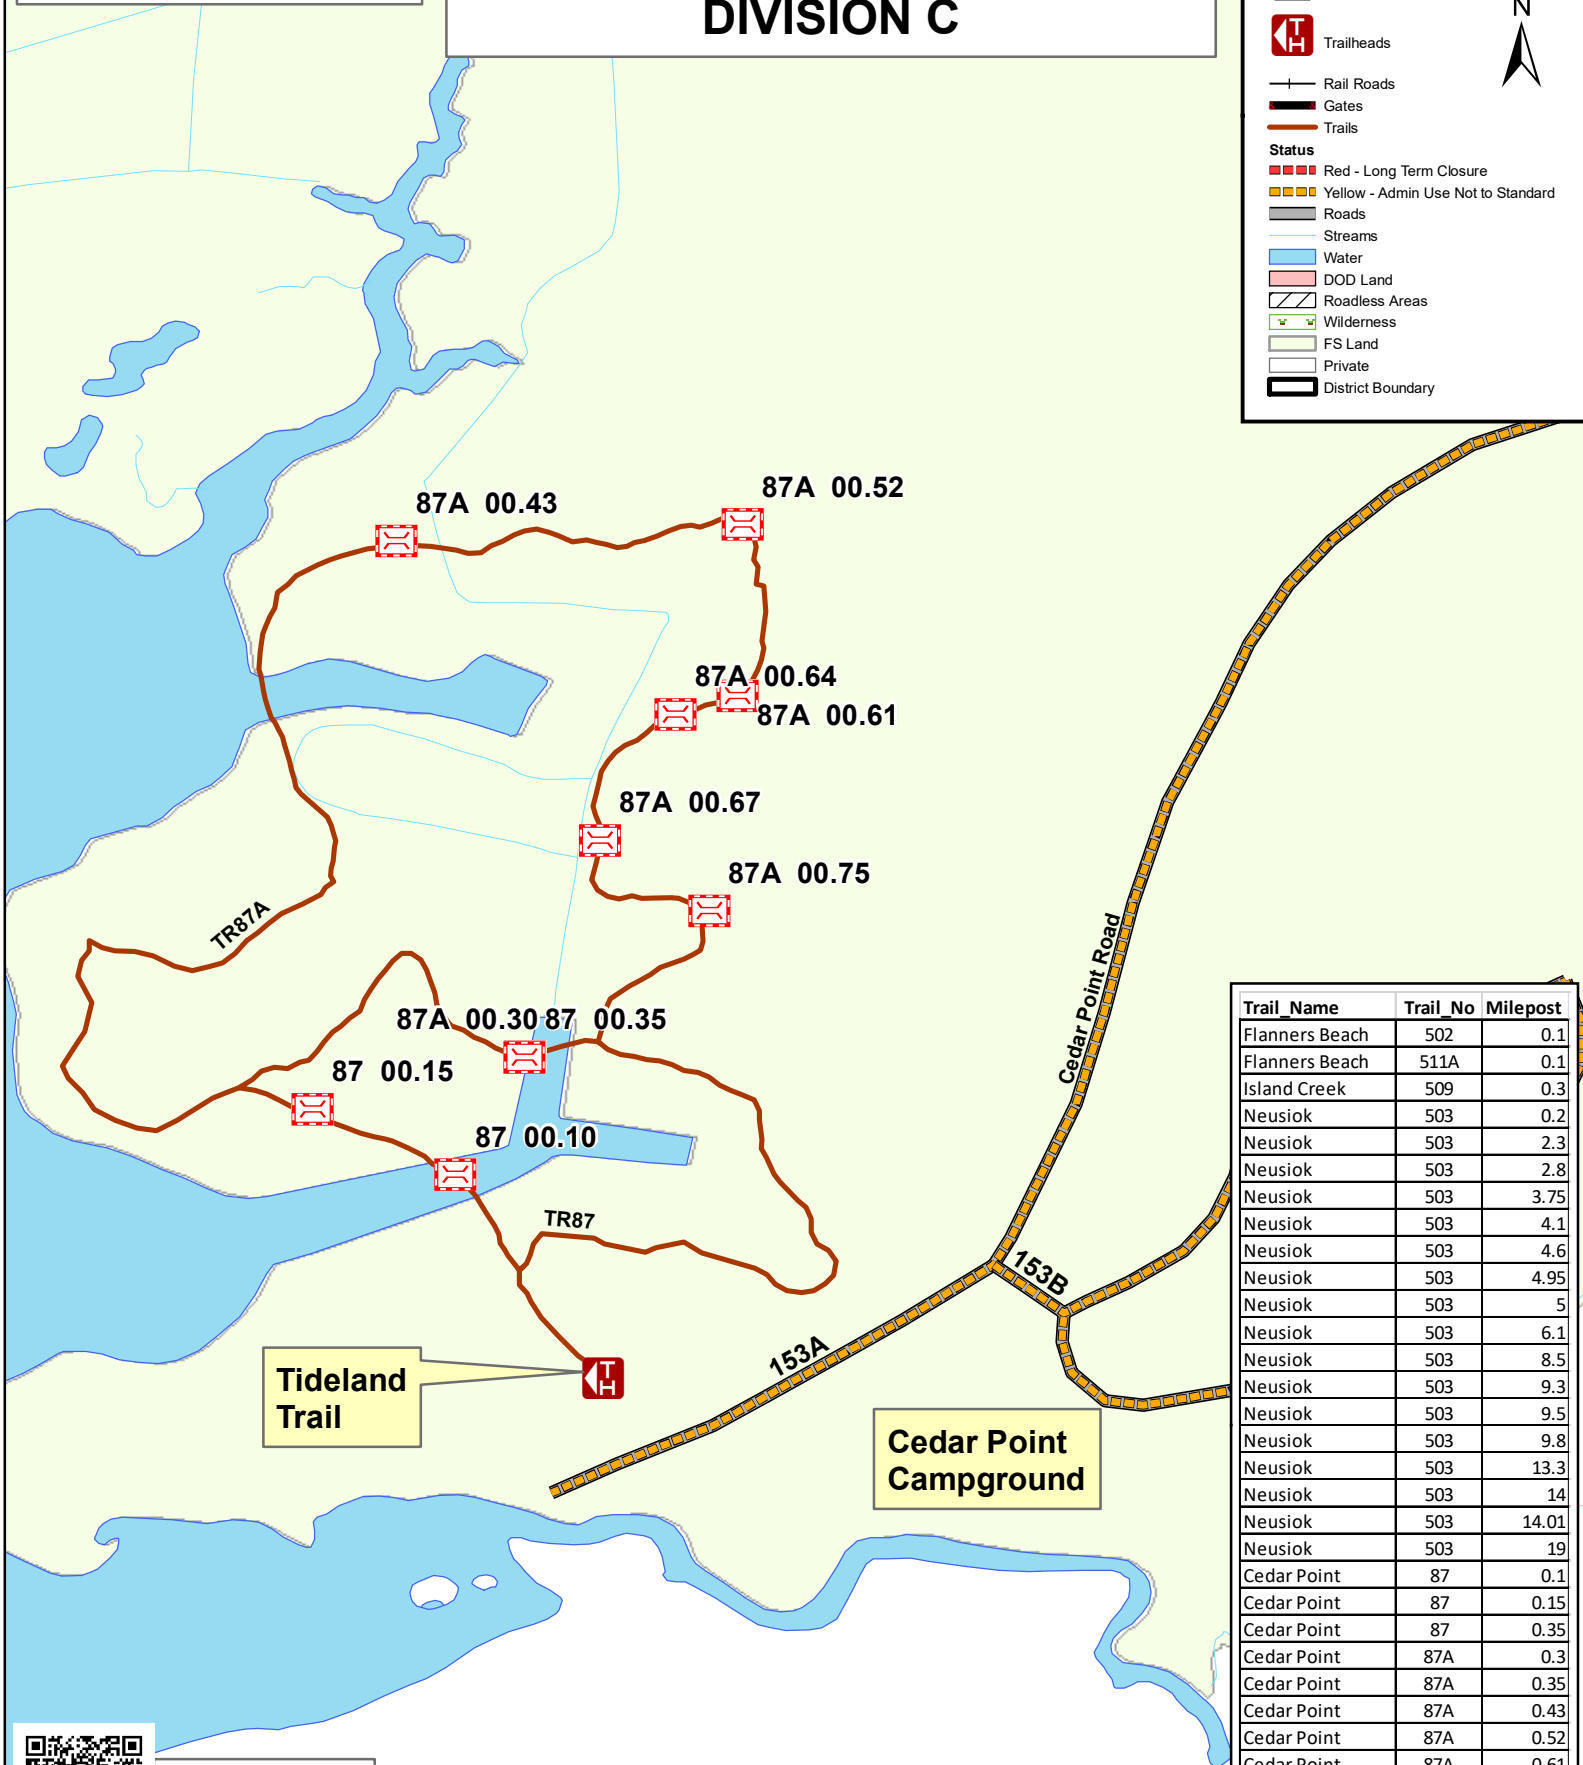 DIVISION C
N
Trailheads
Rail Roads
Gates
Trails
Status
Red - Long Term Closure
Yellow - Admin Use Not to Standard
Roads
Streams
Water
DOD Land
Roadless Areas
Wilderness
FS Land
Private
District Boundary
87A 00.43
87A 00.52
87A 00.64
87A 00.61
87A 00.67
87A 00.75
TR87A
87A 00.30
87 00.35
87 00.15
87 00.10
TR87
Cedar Point Road
153B
153A
TH
Tideland
Trail
Cedar Point
Campground
Trail_Name Trail_No Milepost
Flanners Beach 502 0.1
Flanners Beach 511A 0.1
Island Creek 509 0.3
Neusiok 503 0.2
Neusiok 503 2.3
Neusiok 503 2.8
Neusiok 503 3.75
Neusiok 503 4.1
Neusiok 503 4.6
Neusiok 503 4.95
Neusiok 503 5
Neusiok 503 6.1
Neusiok 503 8.5
Neusiok 503 9.3
Neusiok 503 9.5
Neusiok 503 9.8
Neusiok 503 13.3
Neusiok 503 14
Neusiok 503 14.01
Neusiok 503 19
Cedar Point 87 0.1
Cedar Point 87 0.15
Cedar Point 87 0.35
Cedar Point 87A 0.3
Cedar Point 87A 0.35
Cedar Point 87A 0.43
Cedar Point 87A 0.52
Cedar Point 87A 0.61